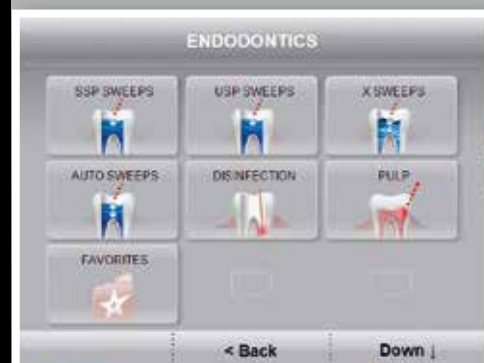 ENDODONTICS
SSP SWEEPS
USP SWEEPS
X SWEEPS
AUTO SWEEPS
DISINFECTION
PULP
FAVORITES
< Back
Down ↓